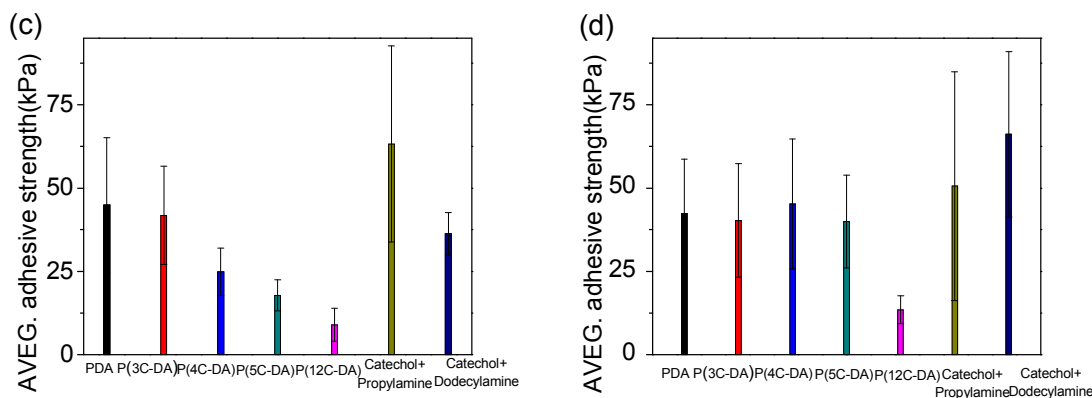 (c)
AVEG. adhesive strength(kPa)
75
50
25
0
PDA P(3C-DA) P(4C-DA) P(5C-DA) P(12C-DA) Catechol+ Propylamine Catechol+ Dodecylamine
(d)
AVEG. adhesive strength(kPa)
75
50
25
0
PDA P(3C-DA) P(4C-DA) P(5C-DA) P(12C-DA) Catechol+ Propylamine Catechol+ Dodecylamine